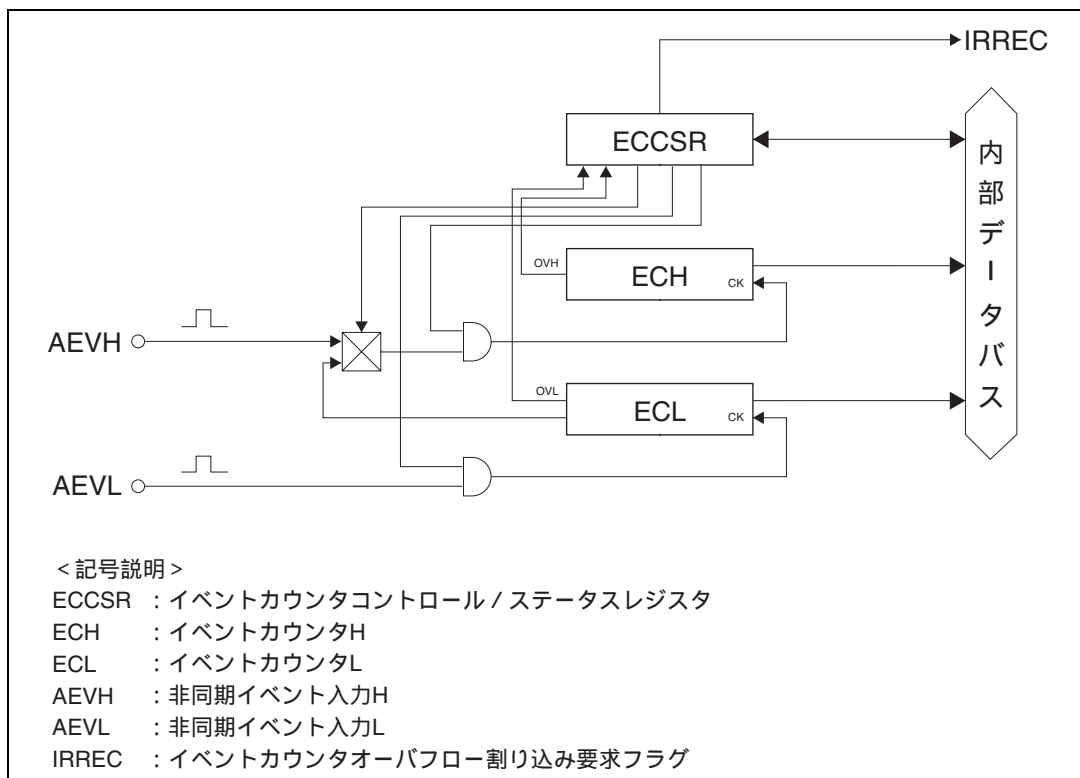 IRREC
ECCSR
内部データバス
OVH
ECH
CK
AEVH
OVL
ECL
CK
AEVL
<記号説明>
ECCSR :イベントカウンタコントロール/ステータスレジスタ
ECH :イベントカウンタH
ECL :イベントカウンタL
AEVH :非同期イベント入力H
AEVL :非同期イベント入力L
IRREC :イベントカウンタオーバフロー割り込み要求フラグ